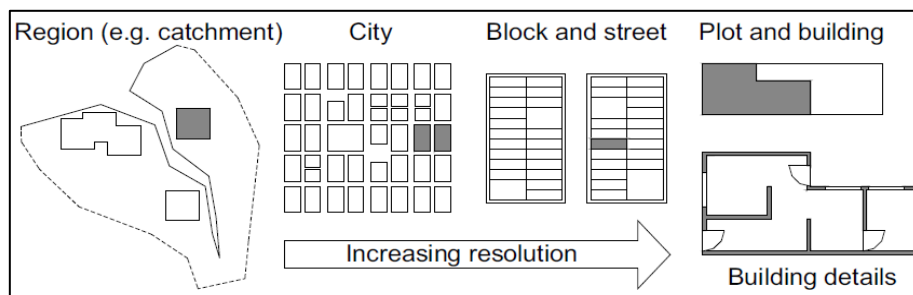 Region (e.g. catchment)
City
Block and street
Plot and building
Increasing resolution
Building details